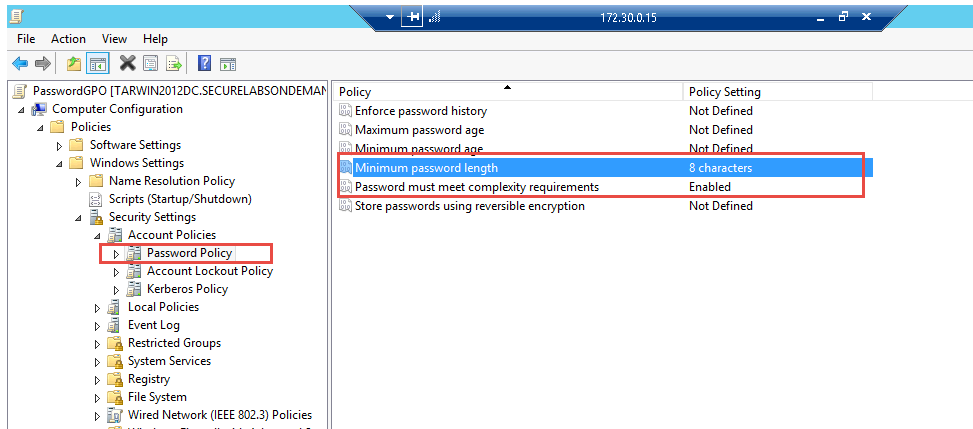 172.30.0.15
File Action View Help
PasswordGPO [TARWIN2012DC.SECURELABSONDEMAN
Computer Configuration
Policies
Software Settings
Windows Settings
Name Resolution Policy
Scripts (Startup/Shutdown)
Security Settings
Account Policies
Password Policy
Account Lockout Policy
Kerberos Policy
Local Policies
Event Log
Restricted Groups
System Services
Registry
File System
Wired Network (IEEE 802.3) Policies
Policy Policy Setting
Enforce password history Not Defined
Maximum password age Not Defined
Minimum password age Not Defined
Minimum password length 8 characters
Password must meet complexity requirements Enabled
Store passwords using reversible encryption Not Defined